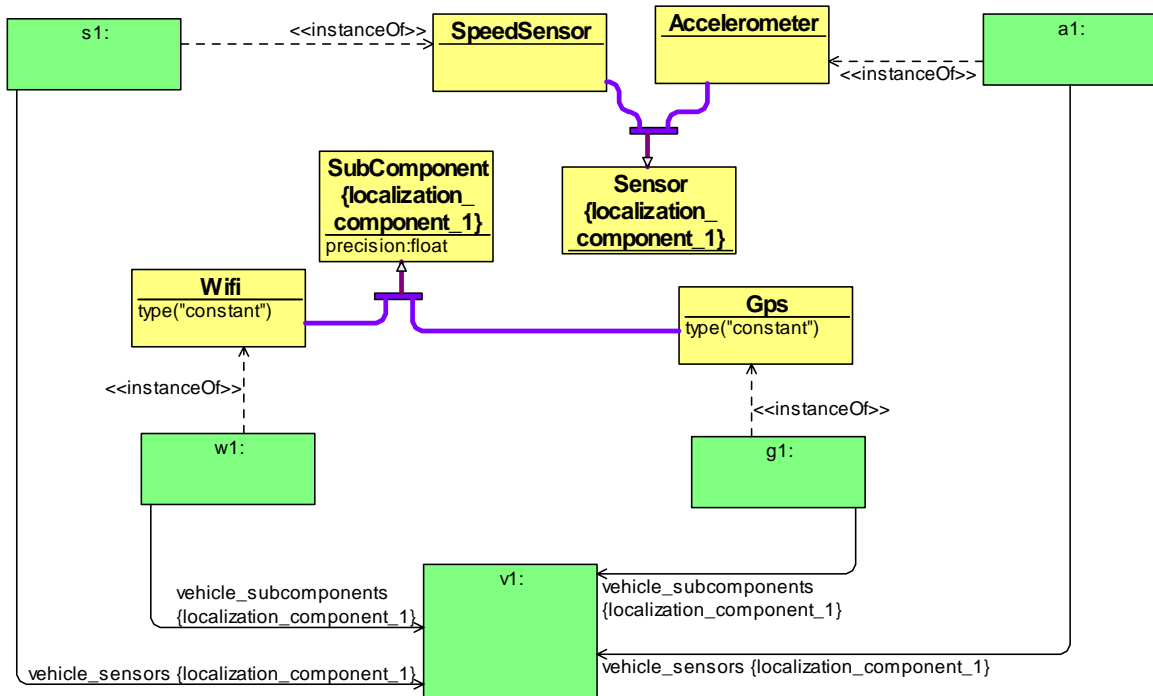 s1:
<<instanceOf>>
SpeedSensor
Accelerometer
a1:
<<instanceOf>>
SubComponent
{localization_
component_1}
precision:float
Sensor
{localization_
component_1}
Wifi
type("constant")
Gps
type("constant")
<<instanceOf>>
<<instanceOf>>
w1:
g1:
v1:
vehicle_subcomponents
{localization_component_1}
vehicle_subcomponents
{localization_component_1}
vehicle_sensors {localization_component_1}
vehicle_sensors {localization_component_1}